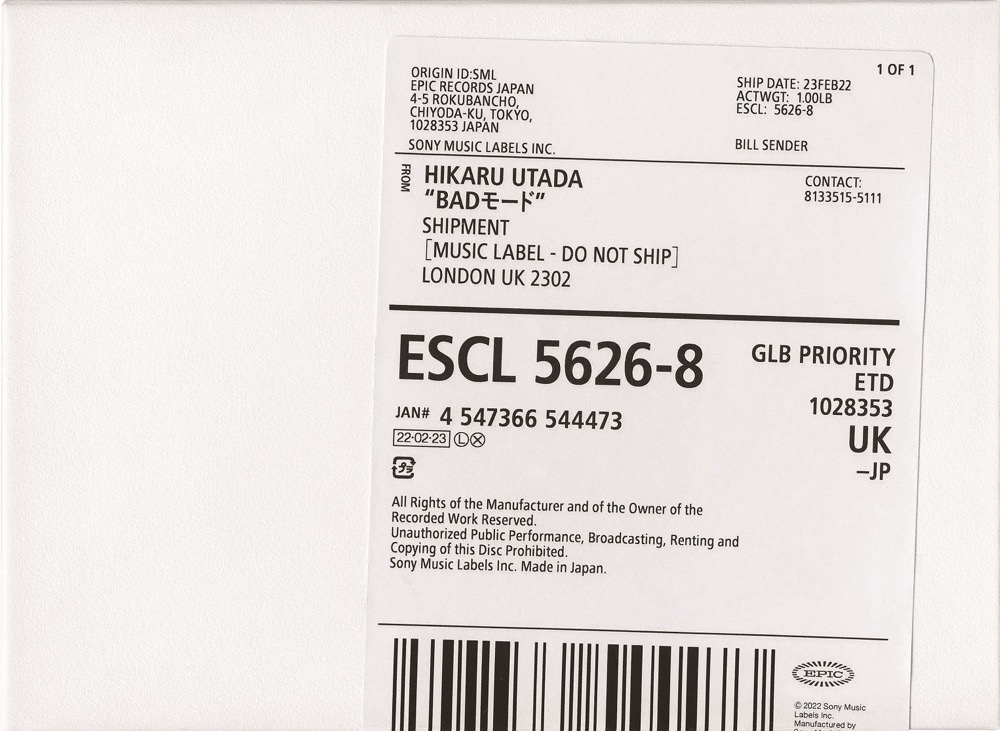 1 OF 1
ORIGIN ID:SML
EPIC RECORDS JAPAN
4-5 ROKUBANCHO,
CHIYODA-KU, TOKYO,
1028353 JAPAN
SONY MUSIC LABELS INC.
SHIP DATE: 23FEB22
ACTWGT: 1.00LB
ESCL: 5626-8
BILL SENDER
FROM
HIKARU UTADA
“BADモード”
SHIPMENT
[MUSIC LABEL - DO NOT SHIP]
LONDON UK 2302
CONTACT:
8133515-5111
ESCL 5626-8
JAN# 4 547366 544473
22·02·23 Ⓛ Ⓧ
プラ
GLB PRIORITY
ETD
1028353
UK
–JP
All Rights of the Manufacturer and of the Owner of the
Recorded Work Reserved.
Unauthorized Public Performance, Broadcasting, Renting and
Copying of this Disc Prohibited.
Sony Music Labels Inc. Made in Japan.
EPIC
© 2022 Sony Music
Labels Inc.
Manufactured by